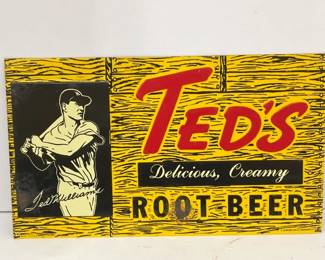 TED'S
Delicious, Creamy
ROOT BEER
Ted Williams